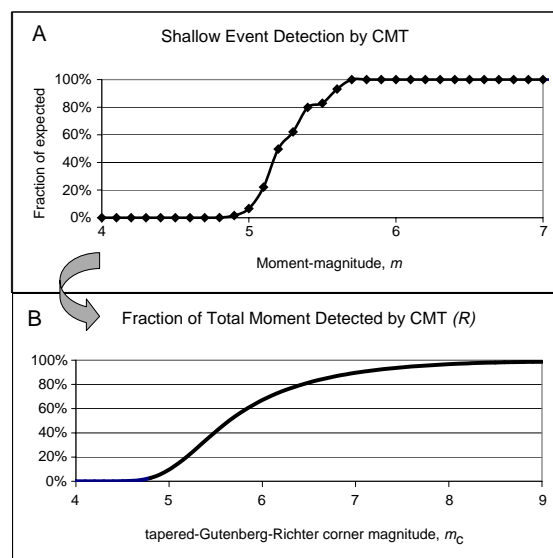 A
Shallow Event Detection by CMT
Fraction of expected
100%
80%
60%
40%
20%
0%
4 5 6 7
Moment-magnitude, m
B
Fraction of Total Moment Detected by CMT (R)
100%
80%
60%
40%
20%
0%
4 5 6 7 8 9
tapered-Gutenberg-Richter corner magnitude, mc